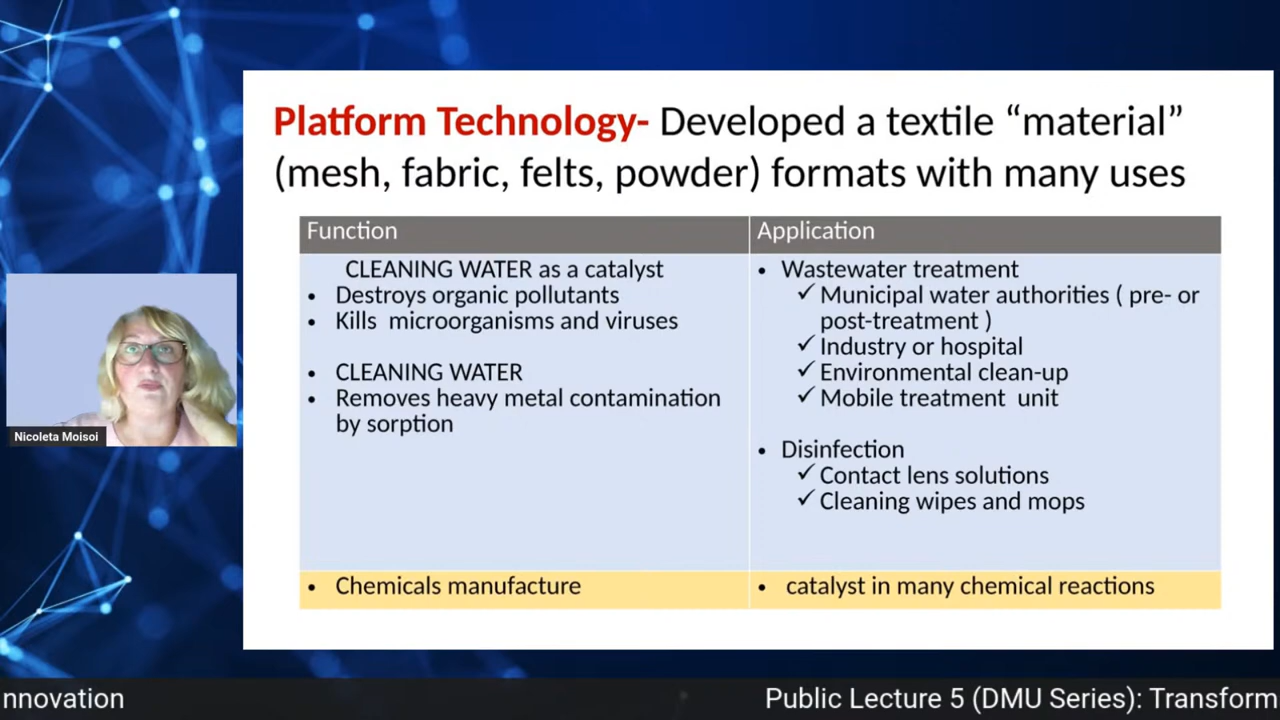 Platform Technology- Developed a textile “material”
(mesh, fabric, felts, powder) formats with many uses
Function
Application
CLEANING WATER as a catalyst
• Destroys organic pollutants
• Kills microorganisms and viruses
• CLEANING WATER
• Removes heavy metal contamination
by sorption
• Wastewater treatment
✓ Municipal water authorities ( pre- or
post-treatment )
✓ Industry or hospital
✓ Environmental clean-up
✓ Mobile treatment unit
• Disinfection
✓ Contact lens solutions
✓ Cleaning wipes and mops
• Chemicals manufacture
• catalyst in many chemical reactions
Nicoleta Moisoi
nnovation
Public Lecture 5 (DMU Series): Transform